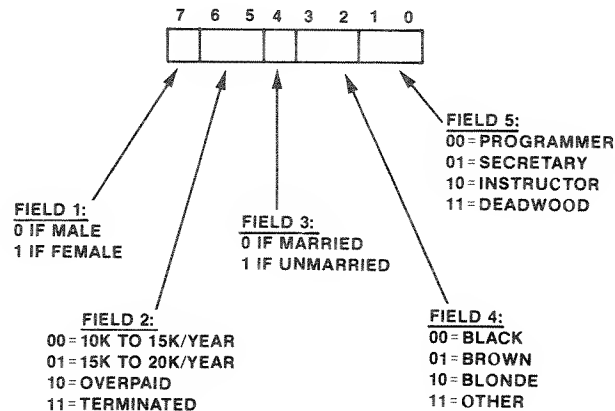 7 6 5 4 3 2 1 0
FIELD 5:
00=PROGRAMMER
01=SECRETARY
10=INSTRUCTOR
11=DEADWOOD
FIELD 1:
0 IF MALE
1 IF FEMALE
FIELD 3:
0 IF MARRIED
1 IF UNMARRIED
FIELD 2:
00=10K TO 15K/YEAR
01=15K TO 20K/YEAR
10=OVERPAID
11=TERMINATED
FIELD 4:
00=BLACK
01=BROWN
10=BLONDE
11=OTHER